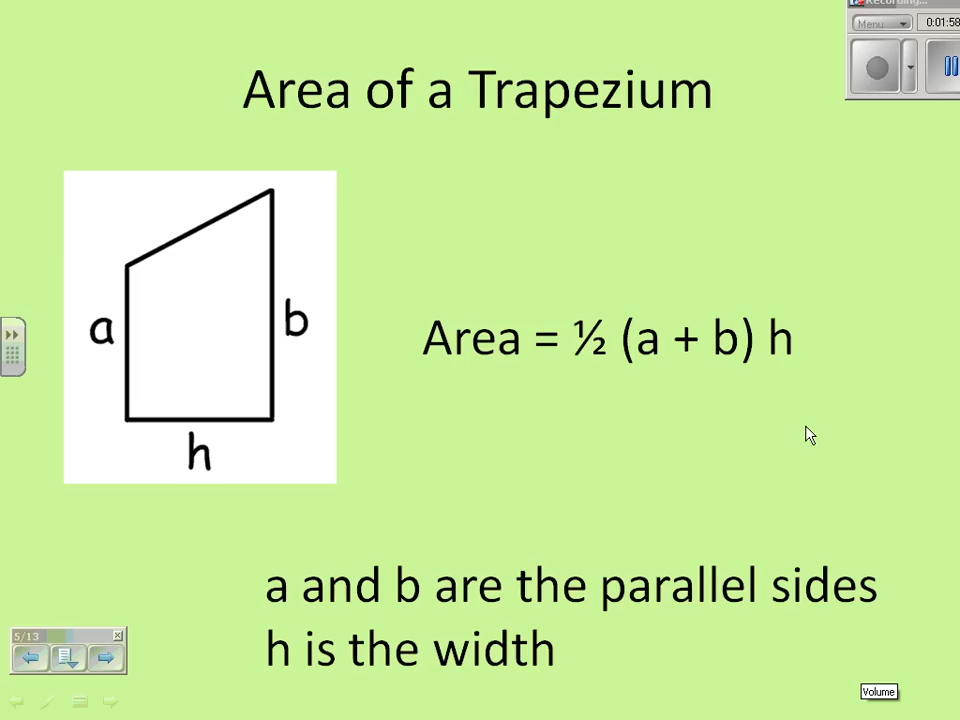 Recording...
Menu
0:01:58
Area of a Trapezium
a
b
h
Area = ½ (a + b) h
a and b are the parallel sides
h is the width
5/13
Volume